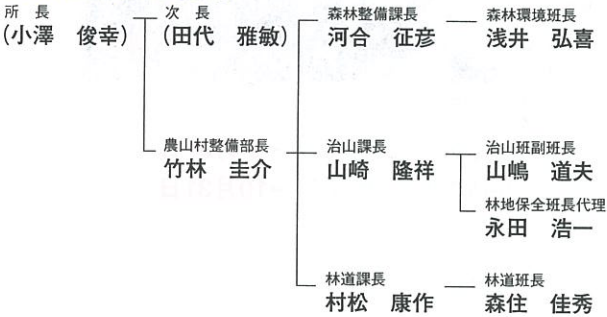 所　長
(小澤　俊幸)
次　長
(田代　雅敏)
森林整備課長
河合　征彦
森林環境班長
浅井　弘喜
農山村整備部長
竹林　圭介
治山課長
山崎　隆祥
治山班副班長
山嶋　道夫
林地保全班長代理
永田　浩一
林道課長
村松　康作
林道班長
森住　佳秀